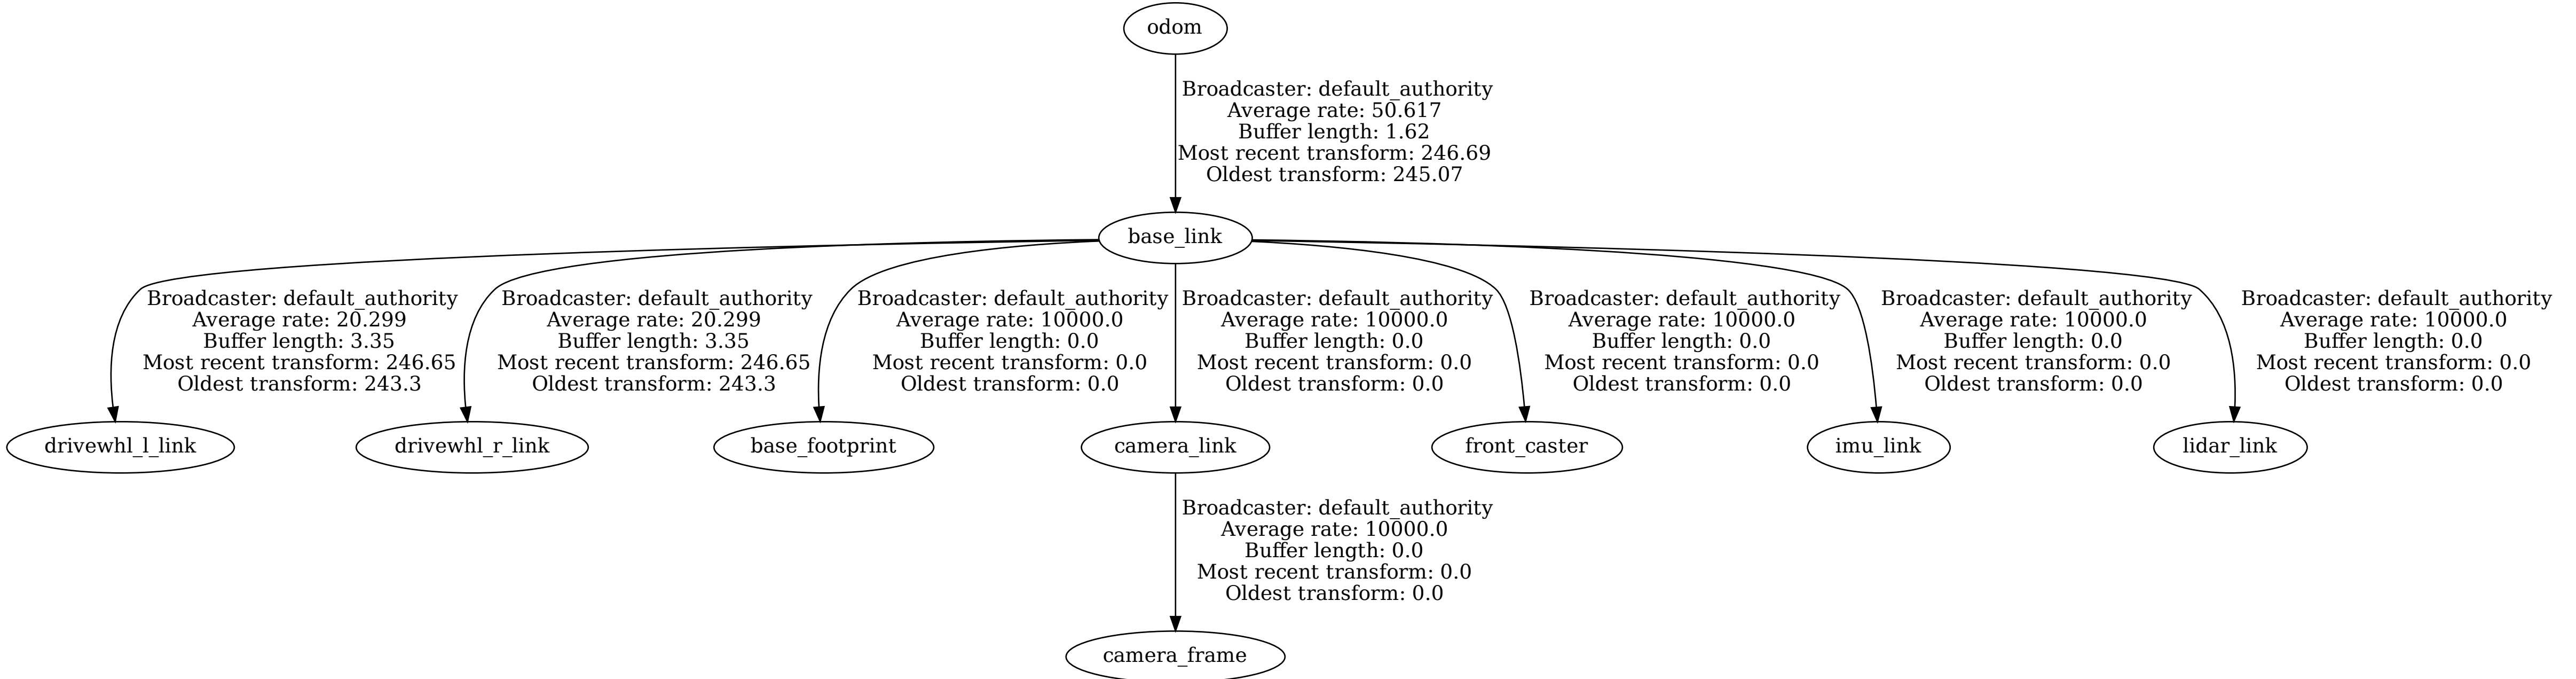 odom
Broadcaster: default_authority
Average rate: 50.617
Buffer length: 1.62
Most recent transform: 246.69
Oldest transform: 245.07
base_link
Broadcaster: default_authority
Average rate: 20.299
Buffer length: 3.35
Most recent transform: 246.65
Oldest transform: 243.3
Broadcaster: default_authority
Average rate: 20.299
Buffer length: 3.35
Most recent transform: 246.65
Oldest transform: 243.3
Broadcaster: default_authority
Average rate: 10000.0
Buffer length: 0.0
Most recent transform: 0.0
Oldest transform: 0.0
Broadcaster: default_authority
Average rate: 10000.0
Buffer length: 0.0
Most recent transform: 0.0
Oldest transform: 0.0
Broadcaster: default_authority
Average rate: 10000.0
Buffer length: 0.0
Most recent transform: 0.0
Oldest transform: 0.0
Broadcaster: default_authority
Average rate: 10000.0
Buffer length: 0.0
Most recent transform: 0.0
Oldest transform: 0.0
Broadcaster: default_authority
Average rate: 10000.0
Buffer length: 0.0
Most recent transform: 0.0
Oldest transform: 0.0
drivewhl_l_link
drivewhl_r_link
base_footprint
camera_link
front_caster
imu_link
lidar_link
Broadcaster: default_authority
Average rate: 10000.0
Buffer length: 0.0
Most recent transform: 0.0
Oldest transform: 0.0
camera_frame